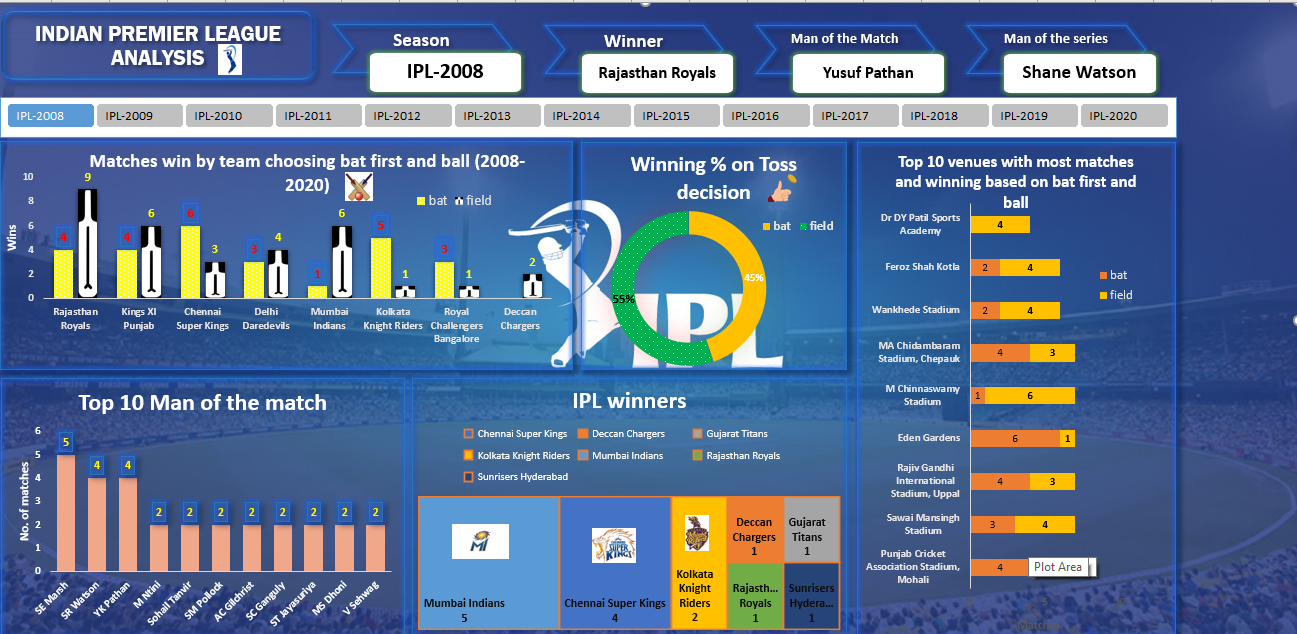 INDIAN PREMIER LEAGUE
ANALYSIS
Season
IPL-2008
Winner
Rajasthan Royals
Man of the Match
Yusuf Pathan
Man of the series
Shane Watson
IPL-2008
IPL-2009
IPL-2010
IPL-2011
IPL-2012
IPL-2013
IPL-2014
IPL-2015
IPL-2016
IPL-2017
IPL-2018
IPL-2019
IPL-2020
Matches win by team choosing bat first and ball (2008-
2020)
bat field
Wins
10
8
6
4
2
0
4 9
4 6
6 3
3 4
1 6
5 1
3 1
2
Rajasthan
Royals
Kings XI
Punjab
Chennai
Super Kings
Delhi
Daredevils
Mumbai
Indians
Kolkata
Knight Riders
Royal
Challengers
Bangalore
Deccan
Chargers
Winning % on Toss
decision
bat field
45%
55%
IPL
Top 10 venues with most matches
and winning based on bat first and
ball
bat
field
Dr DY Patil Sports
Academy
4
Feroz Shah Kotla
2 4
Wankhede Stadium
2 4
MA Chidambaram
Stadium, Chepauk
4 3
M Chinnaswamy
Stadium
1 6
Eden Gardens
6 1
Rajiv Gandhi
International
Stadium, Uppal
4 3
Sawai Mansingh
Stadium
3 4
Punjab Cricket
Association Stadium,
Mohali
4
Plot Area
Matches
Top 10 Man of the match
No. of matches
6
5
4
3
2
1
0
5
4
4
2
2
2
2
2
2
2
2
SE Marsh
SR Watson
YK Pathan
M Ntini
Sohail Tanvir
SM Pollock
AC Gilchrist
SC Ganguly
ST Jayasuriya
MS Dhoni
V Sehwag
IPL winners
Chennai Super Kings
Deccan Chargers
Gujarat Titans
Kolkata Knight Riders
Mumbai Indians
Rajasthan Royals
Sunrisers Hyderabad
MI
Mumbai Indians
5
CHENNAI
SUPER
KINGS
Chennai Super Kings
4
Kolkata
Knight
Riders
2
Deccan
Chargers
1
Gujarat
Titans
1
Rajasth...
Royals
1
Sunrisers
Hydera...
1